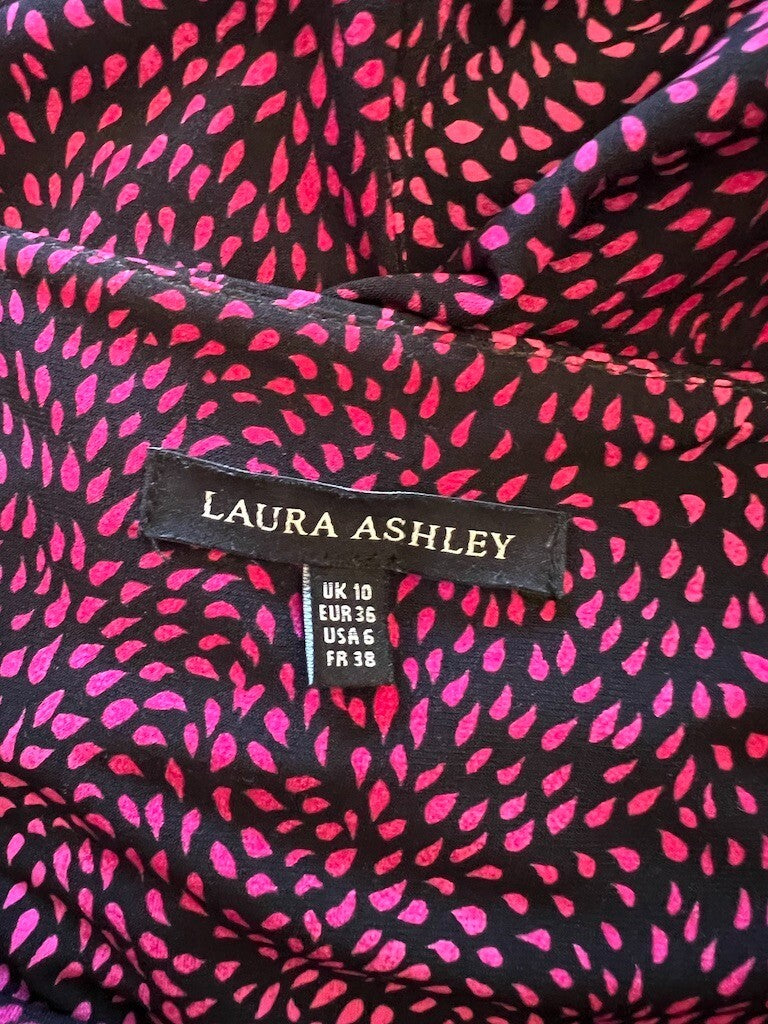 LAURA ASHLEY
UK 10
EUR 36
USA 6
FR 38